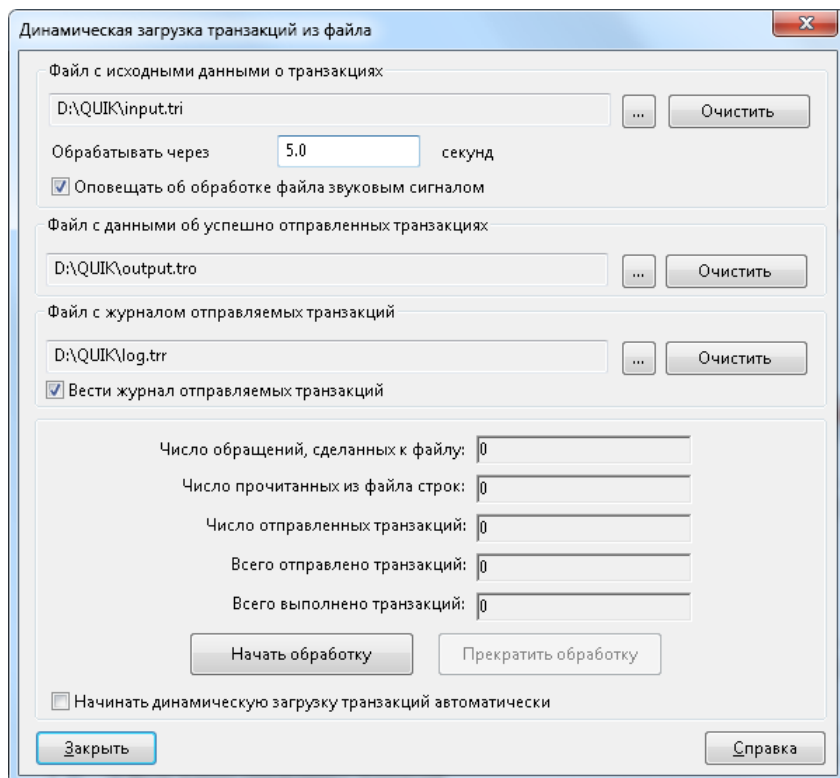 Динамическая загрузка транзакций из файла
Файл с исходными данными о транзакциях
D:\QUIK\input.tri
...
Очистить
Обрабатывать через
5.0
секунд
Оповещать об обработке файла звуковым сигналом
Файл с данными об успешно отправленных транзакциях
D:\QUIK\output.tro
...
Очистить
Файл с журналом отправляемых транзакций
D:\QUIK\log.trr
...
Очистить
Вести журнал отправляемых транзакций
Число обращений, сделанных к файлу: 0
Число прочитанных из файла строк: 0
Число отправленных транзакций: 0
Всего отправлено транзакций: 0
Всего выполнено транзакций: 0
Начать обработку
Прекратить обработку
Начинать динамическую загрузку транзакций автоматически
Закрыть
Справка